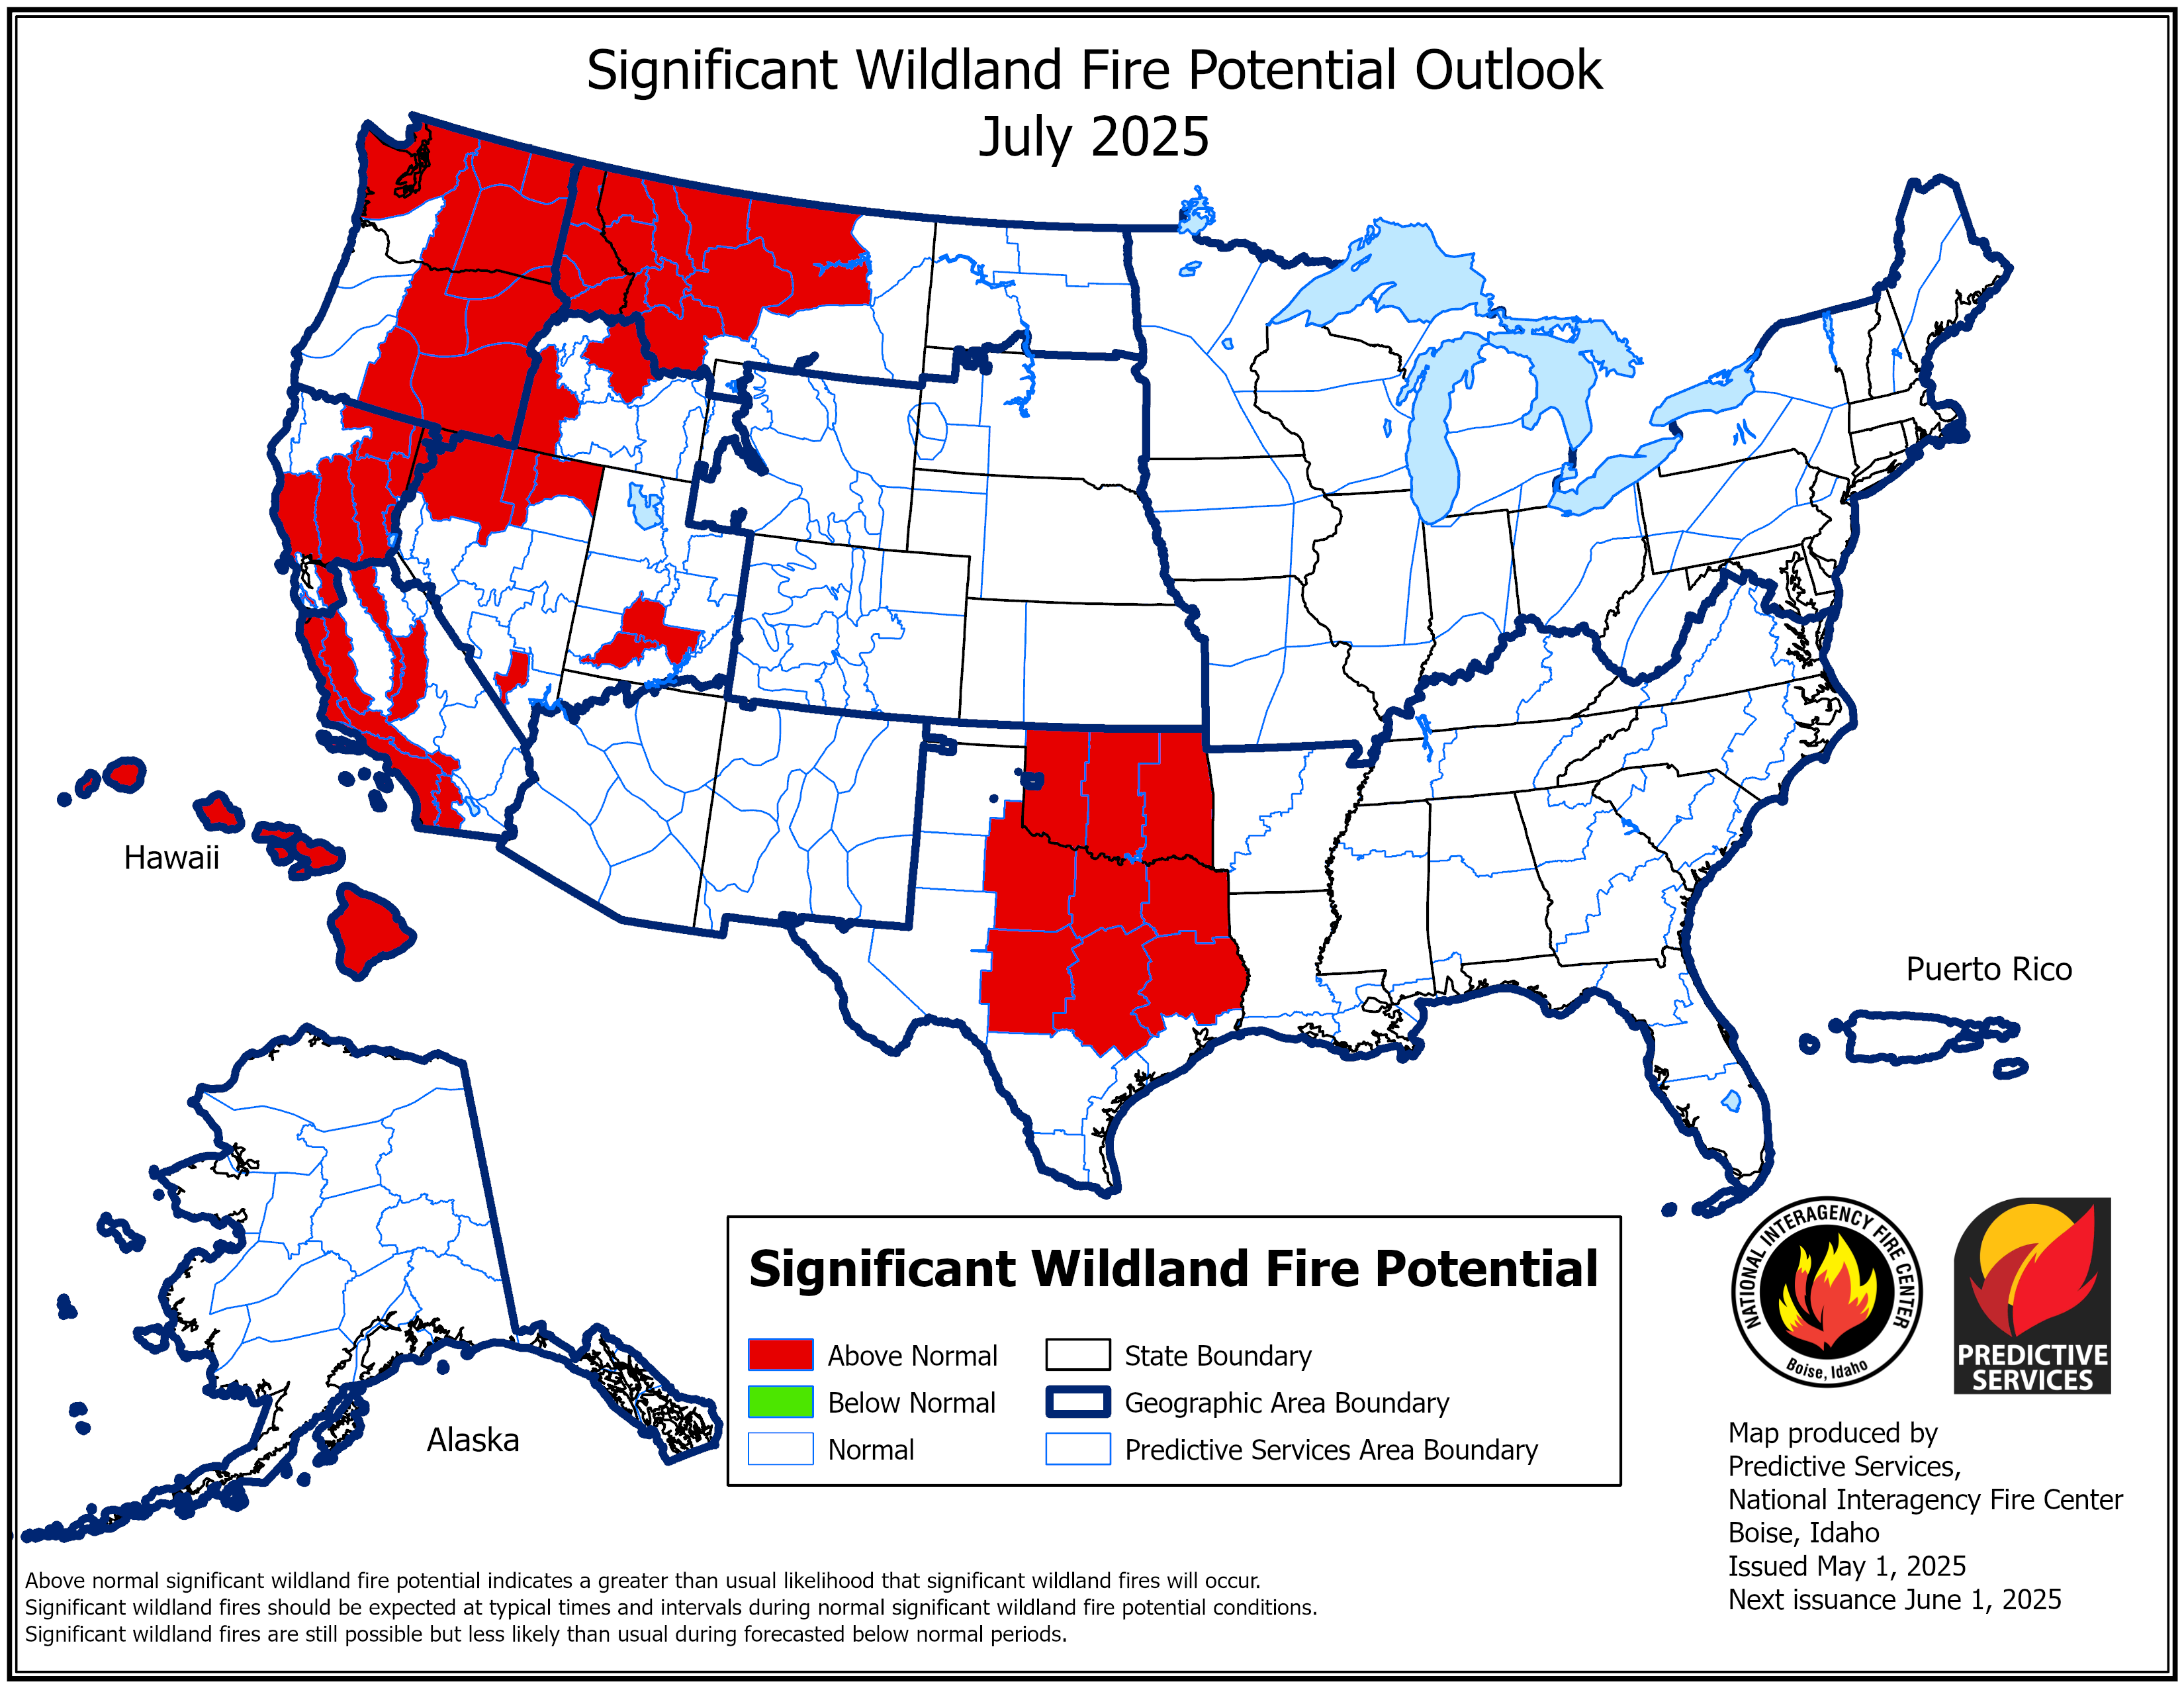 Significant Wildland Fire Potential Outlook
July 2025
Hawaii
Puerto Rico
Alaska
Significant Wildland Fire Potential
Above Normal
Below Normal
Normal
State Boundary
Geographic Area Boundary
Predictive Services Area Boundary
NATIONAL INTERAGENCY FIRE CENTER
Boise, Idaho
PREDICTIVE
SERVICES
Map produced by
Predictive Services,
National Interagency Fire Center
Boise, Idaho
Issued May 1, 2025
Next issuance June 1, 2025
Above normal significant wildland fire potential indicates a greater than usual likelihood that significant wildland fires will occur.
Significant wildland fires should be expected at typical times and intervals during normal significant wildland fire potential conditions.
Significant wildland fires are still possible but less likely than usual during forecasted below normal periods.